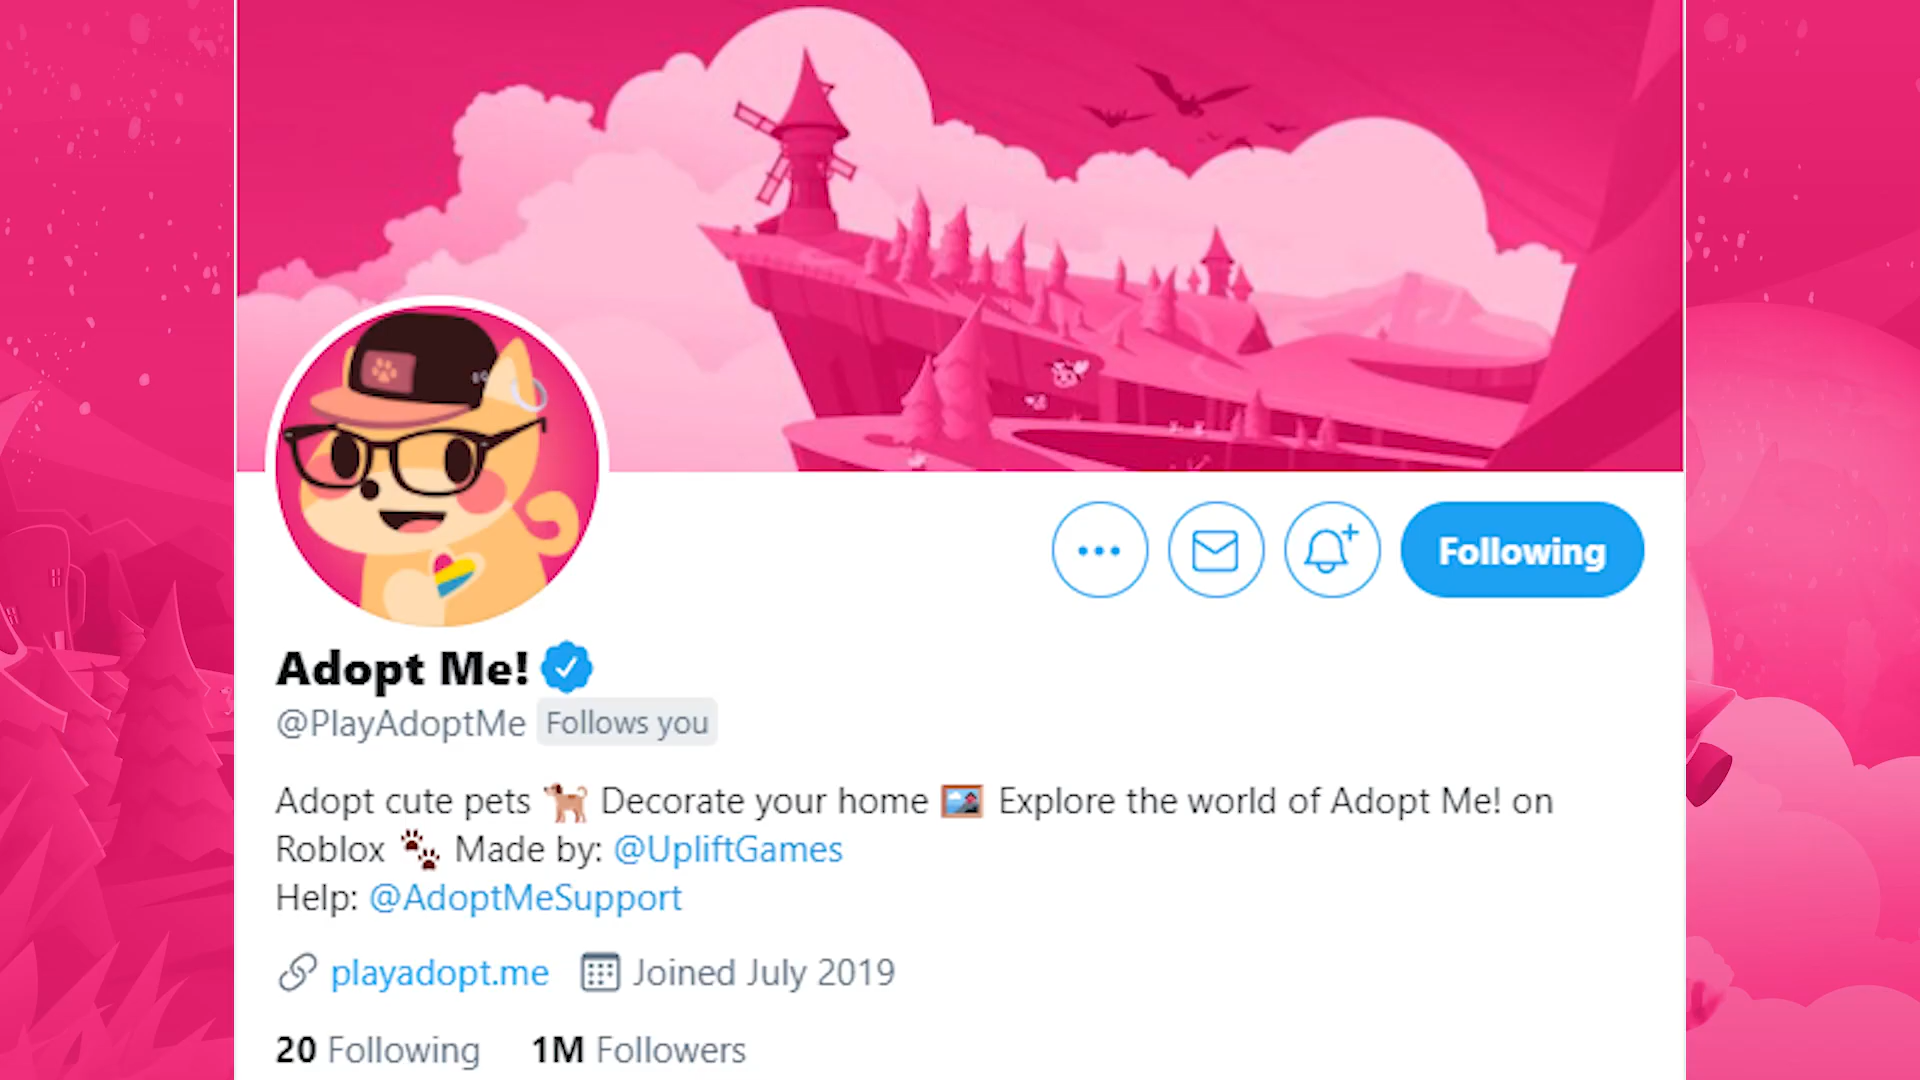 Following
Adopt Me!
@PlayAdoptMe Follows you
Adopt cute pets 🐕 Decorate your home 🖼️ Explore the world of Adopt Me! on
Roblox 🐾 Made by: @UpliftGames
Help: @AdoptMeSupport
playadopt.me Joined July 2019
20 Following 1M Followers